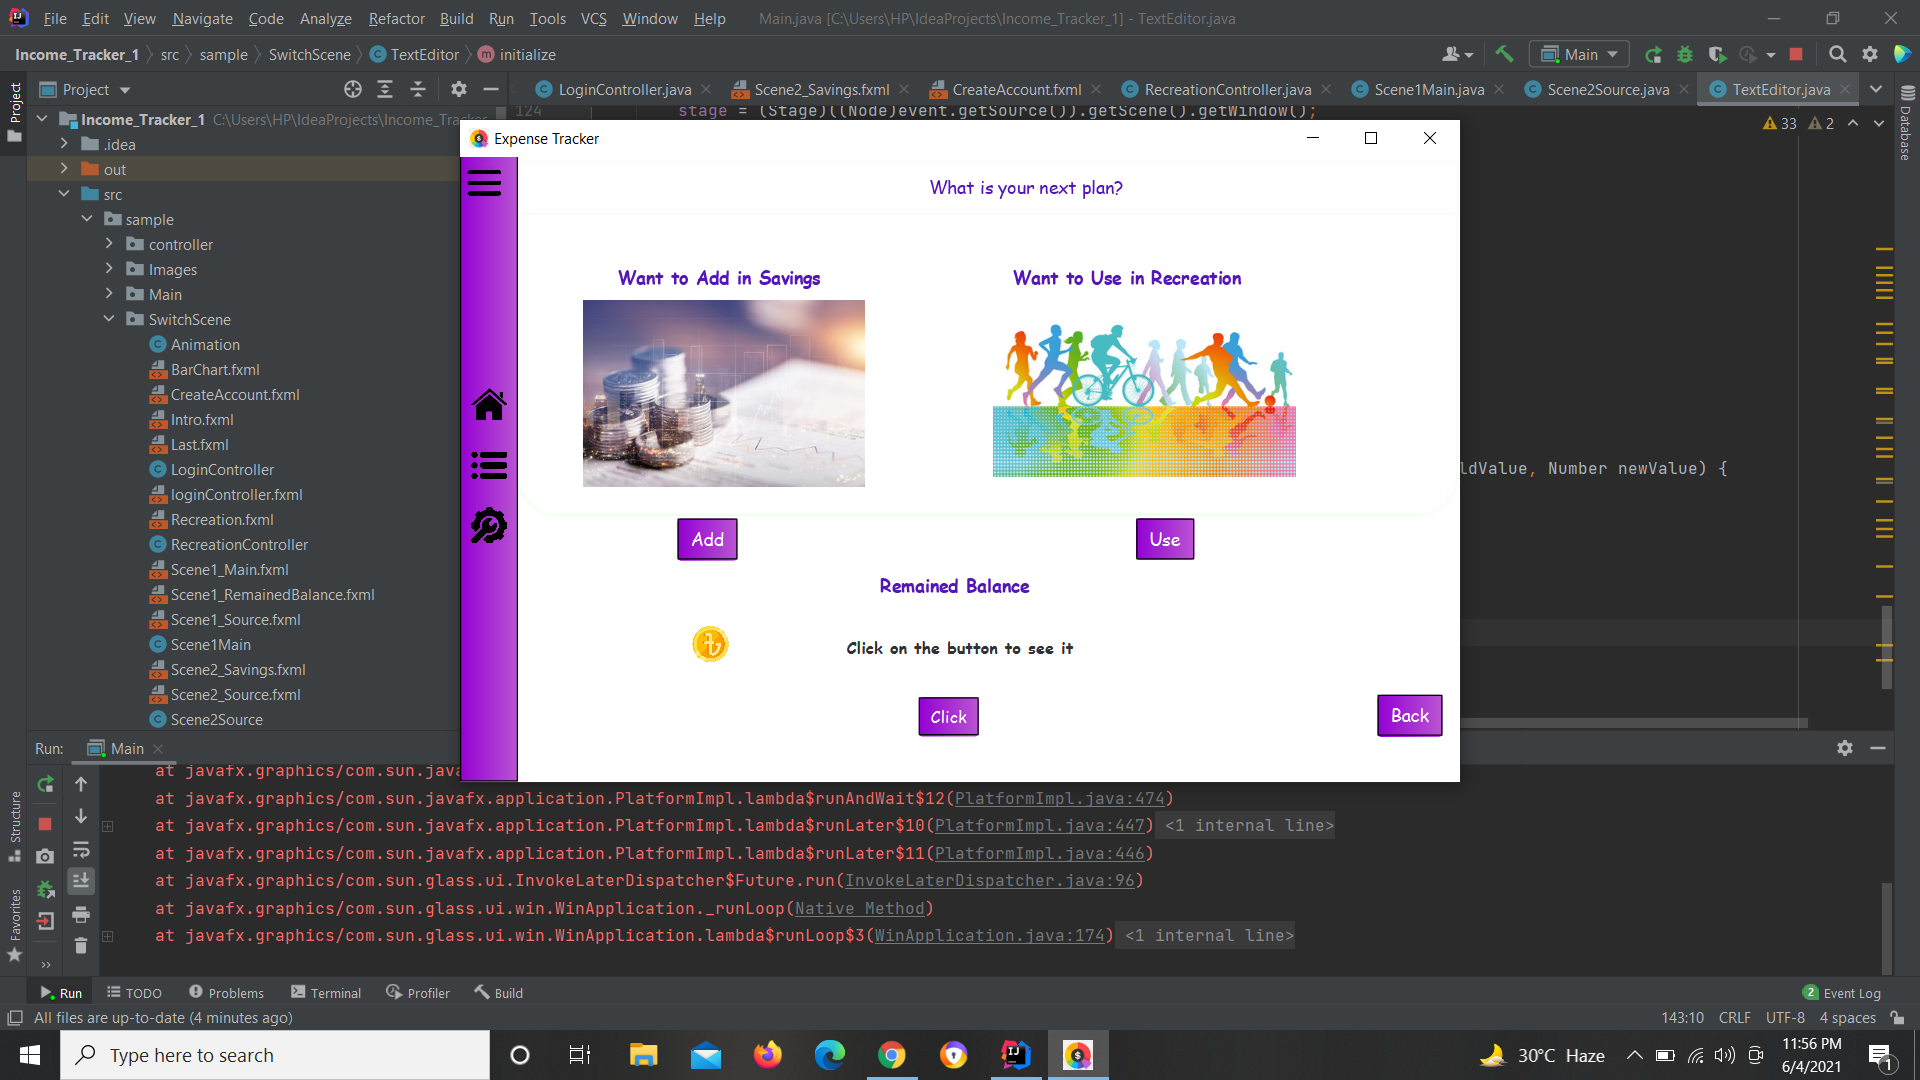 File Edit View Navigate Code Analyze Refactor Build Run Tools VCS Window Help Main.java [C:\Users\HP\IdeaProjects\Income_Tracker_1] - TextEditor.java
Income_Tracker_1 src sample SwitchScene TextEditor initialize Main
Project LoginController.java Scene2_Savings.fxml CreateAccount.fxml RecreationController.java Scene1Main.java Scene2Source.java TextEditor.java
Project
Database
124 stage = (Stage)((Node)event.getSource()).getScene().getWindow();
33 2
Income_Tracker_1 C:\Users\HP\IdeaProjects\Income_Tracker
.idea
out
src
sample
controller
Images
Main
SwitchScene
Animation
BarChart.fxml
CreateAccount.fxml
Intro.fxml
Last.fxml
LoginController
loginController.fxml
Recreation.fxml
RecreationController
Scene1_Main.fxml
Scene1_RemainedBalance.fxml
Scene1_Source.fxml
Scene1Main
Scene2_Savings.fxml
Scene2_Source.fxml
Scene2Source
Expense Tracker
What is your next plan?
Want to Add in Savings
Want to Use in Recreation
Add
Use
Remained Balance
Click on the button to see it
Click
Back
ldValue, Number newValue) {
Run: Main
at javafx.graphics/com.sun.java
at javafx.graphics/com.sun.javafx.application.PlatformImpl.lambda$runAndWait$12(PlatformImpl.java:474)
at javafx.graphics/com.sun.javafx.application.PlatformImpl.lambda$runLater$10(PlatformImpl.java:447) <1 internal line>
at javafx.graphics/com.sun.javafx.application.PlatformImpl.lambda$runLater$11(PlatformImpl.java:446)
at javafx.graphics/com.sun.glass.ui.InvokeLaterDispatcher$Future.run(InvokeLaterDispatcher.java:96)
at javafx.graphics/com.sun.glass.ui.win.WinApplication._runLoop(Native Method)
at javafx.graphics/com.sun.glass.ui.win.WinApplication.lambda$runLoop$3(WinApplication.java:174) <1 internal line>
Structure
Favorites
Run TODO Problems Terminal Profiler Build 2 Event Log
All files are up-to-date (4 minutes ago) 143:10 CRLF UTF-8 4 spaces
Type here to search 30°C Haze 11:56 PM
6/4/2021 1